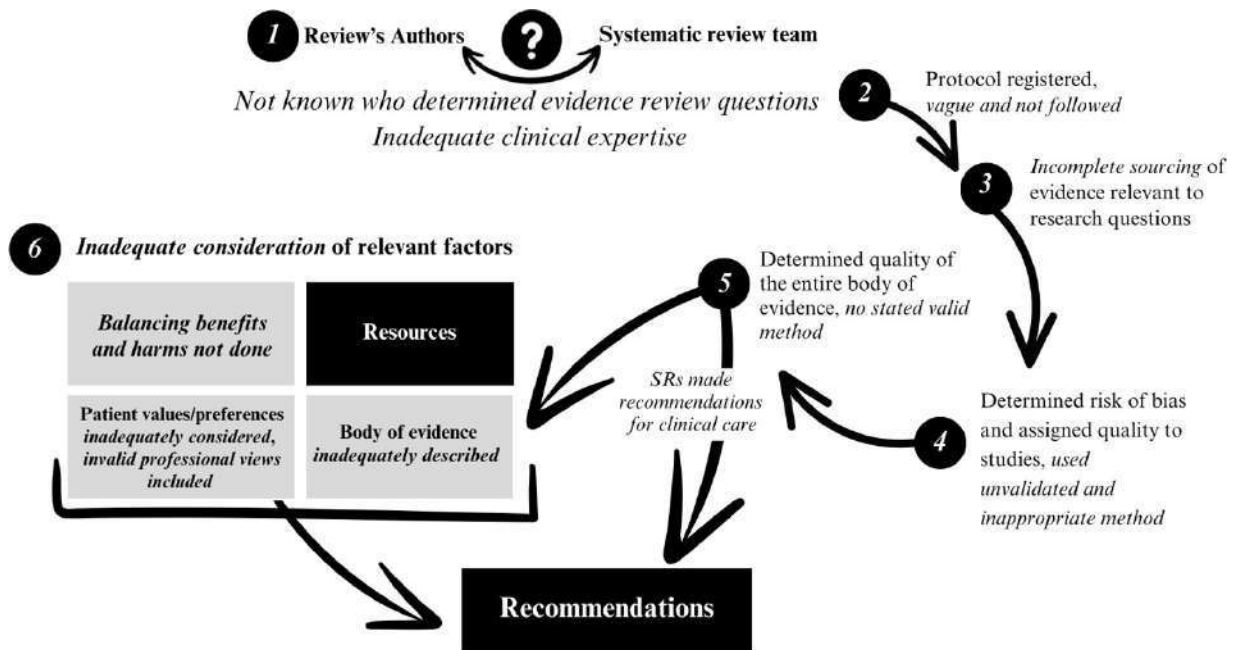 1 Review's Authors ? Systematic review team
Not known who determined evidence review questions
Inadequate clinical expertise
2 Protocol registered,
vague and not followed
3 Incomplete sourcing of
evidence relevant to
research questions
4 Determined risk of bias
and assigned quality to
studies, used
unvalidated and
inappropriate method
5 Determined quality of
the entire body of
evidence, no stated valid
method
SRs made
recommendations
for clinical care
6 Inadequate consideration of relevant factors
Balancing benefits
and harms not done
Resources
Patient values/preferences
inadequately considered,
invalid professional views
included
Body of evidence
inadequately described
Recommendations